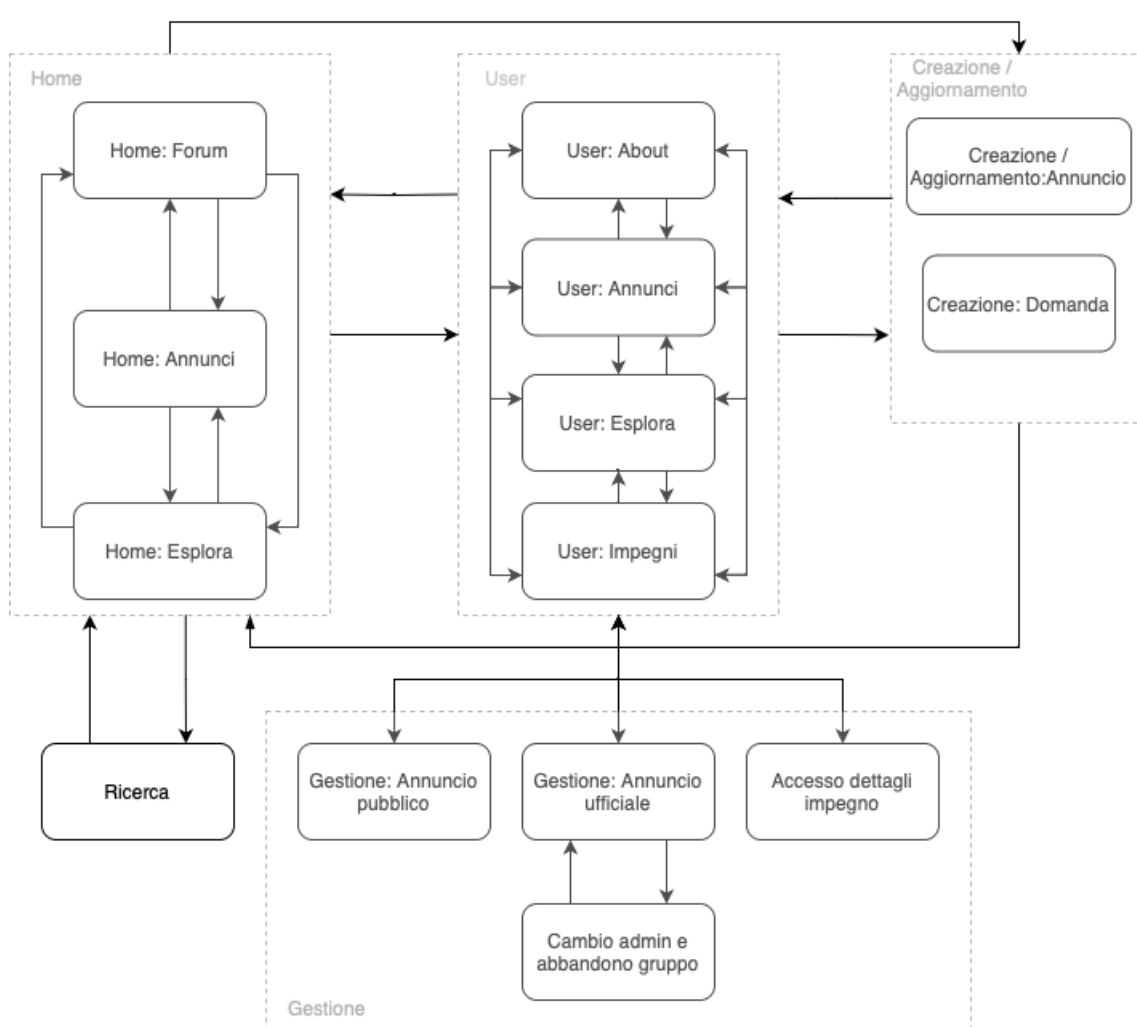 Home
User
Creazione /
Aggiornamento
Home: Forum
User: About
Creazione /
Aggiornamento:Annuncio
User: Annunci
Creazione: Domanda
Home: Annunci
User: Esplora
Home: Esplora
User: Impegni
Ricerca
Gestione: Annuncio
pubblico
Gestione: Annuncio
ufficiale
Accesso dettagli
impegno
Cambio admin e
abbandono gruppo
Gestione